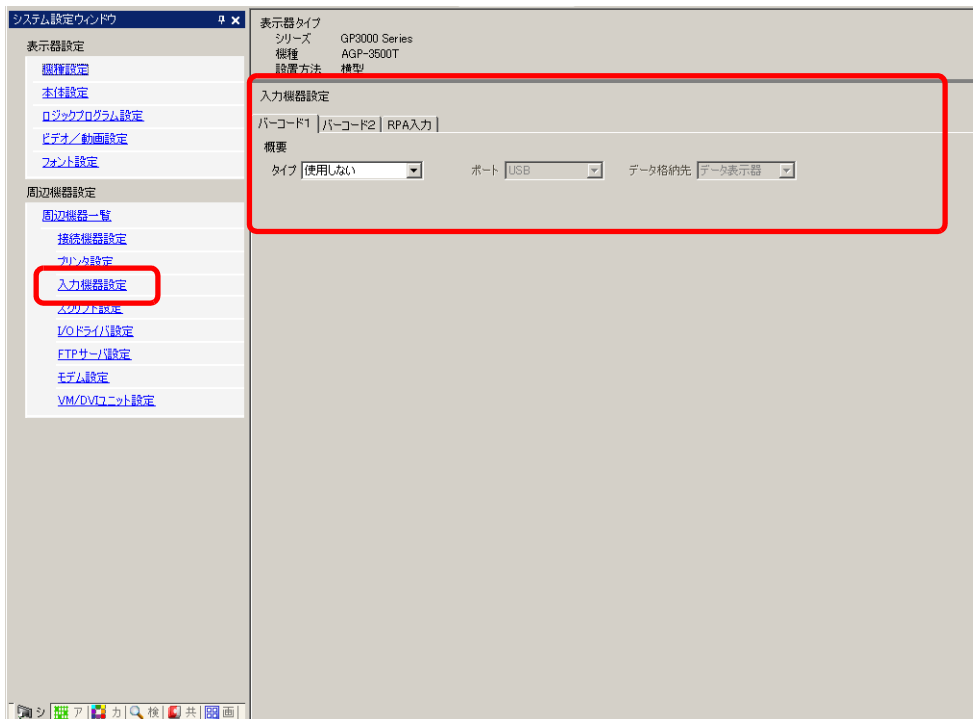 システム設定ウィンドウ
表示器設定
機種設定
本体設定
ロジックプログラム設定
ビデオ／動画設定
フォント設定
周辺機器設定
周辺機器一覧
接続機器設定
プリンタ設定
入力機器設定
スクリプト設定
I/Oドライバ設定
FTPサーバ設定
モデム設定
VM/DVIユニット設定
シ ア カ 検 共 画
表示器タイプ
シリーズ GP3000 Series
機種 AGP-3500T
設置方法 横型
入力機器設定
バーコード1 バーコード2 RPA入力
概要
タイプ 使用しない ポート USB データ格納先 データ表示器